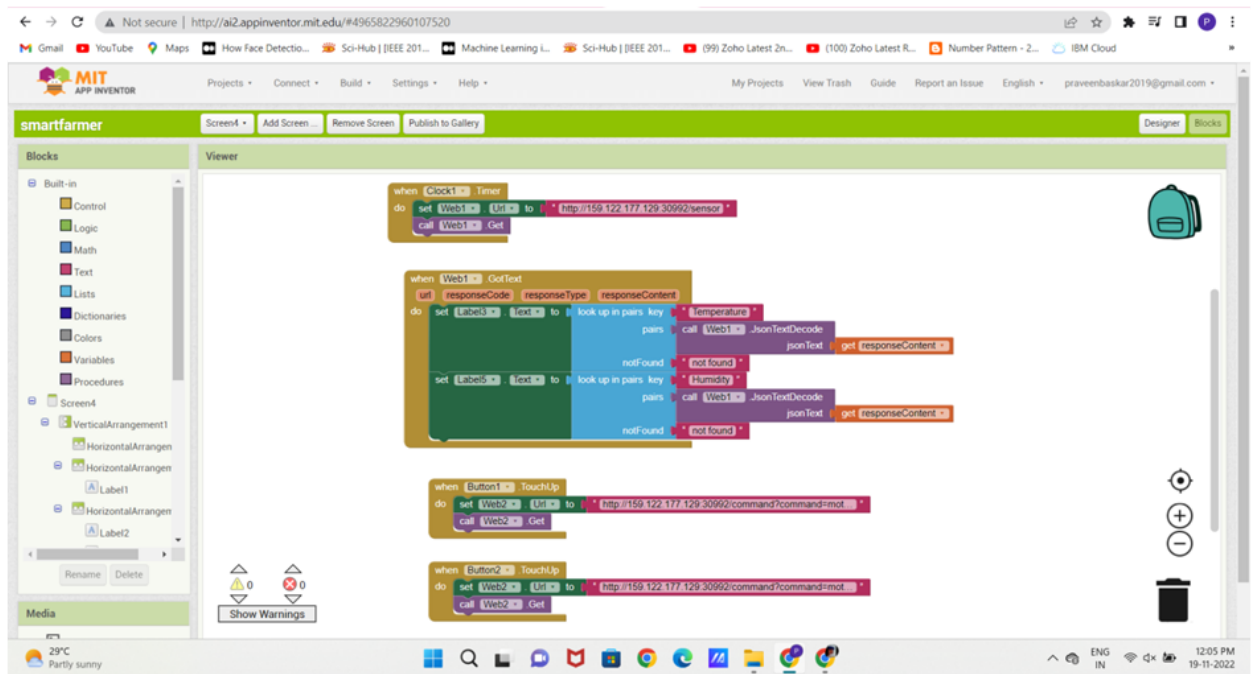 Not secure | http://ai2.appinventor.mit.edu/#4965822960107520 P
Gmail YouTube Maps How Face Detectio... Sci-Hub | [IEEE 201... Machine Learning i... Sci-Hub | [IEEE 201... (99) Zoho Latest 2n... (100) Zoho Latest R... Number Pattern - 2... IBM Cloud »
MIT
APP INVENTOR
Projects Connect Build Settings Help My Projects View Trash Guide Report an Issue English praveenbaskar2019@gmail.com
smartfarmer Screen4 Add Screen ... Remove Screen Publish to Gallery Designer Blocks
Blocks Viewer
Built-in
Control
Logic
Math
Text
Lists
Dictionaries
Colors
Variables
Procedures
Screen4
VerticalArrangement1
HorizontalArrangen
HorizontalArrangen
Label1
HorizontalArrangen
Label2
Rename Delete
Media
when Clock1 .Timer
do set Web1 . Url to " http://159.122.177.129:30992/sensor "
call Web1 .Get
when Web1 .GotText
url responseCode responseType responseContent
do set Label3 . Text to look up in pairs key " Temperature "
pairs call Web1 .JsonTextDecode
jsonText get responseContent
notFound " not found "
set Label5 . Text to look up in pairs key " Humidity "
pairs call Web1 .JsonTextDecode
jsonText get responseContent
notFound " not found "
when Button1 .TouchUp
do set Web2 . Url to " http://159.122.177.129:30992/command?command=mot... "
call Web2 .Get
when Button2 .TouchUp
do set Web2 . Url to " http://159.122.177.129:30992/command?command=mot... "
call Web2 .Get
0 0
Show Warnings
29°C
Partly sunny
ENG
IN
12:05 PM
19-11-2022